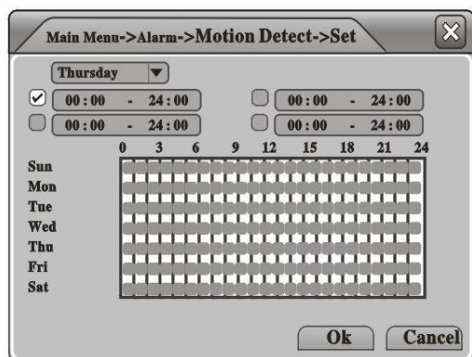 Main Menu->Alarm->Motion Detect->Set
Thursday
00:00 - 24:00 00:00 - 24:00
00:00 - 24:00 00:00 - 24:00
0 3 6 9 12 15 18 21 24
Sun
Mon
Tue
Wed
Thu
Fri
Sat
Ok Cancel